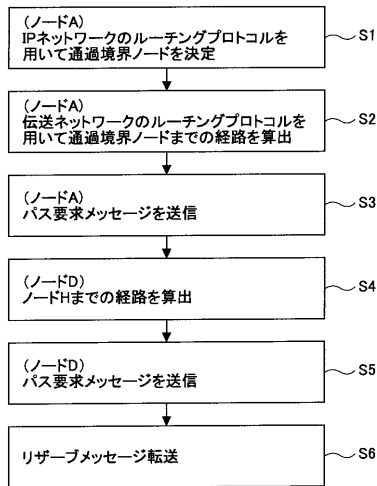 (ノードA)
IPネットワークのルーチングプロトコルを
用いて通過境界ノードを決定
S1
(ノードA)
伝送ネットワークのルーチングプロトコルを
用いて通過境界ノードまでの経路を算出
S2
(ノードA)
パス要求メッセージを送信
S3
(ノードD)
ノードHまでの経路を算出
S4
(ノードD)
パス要求メッセージを送信
S5
リザーブメッセージ転送
S6